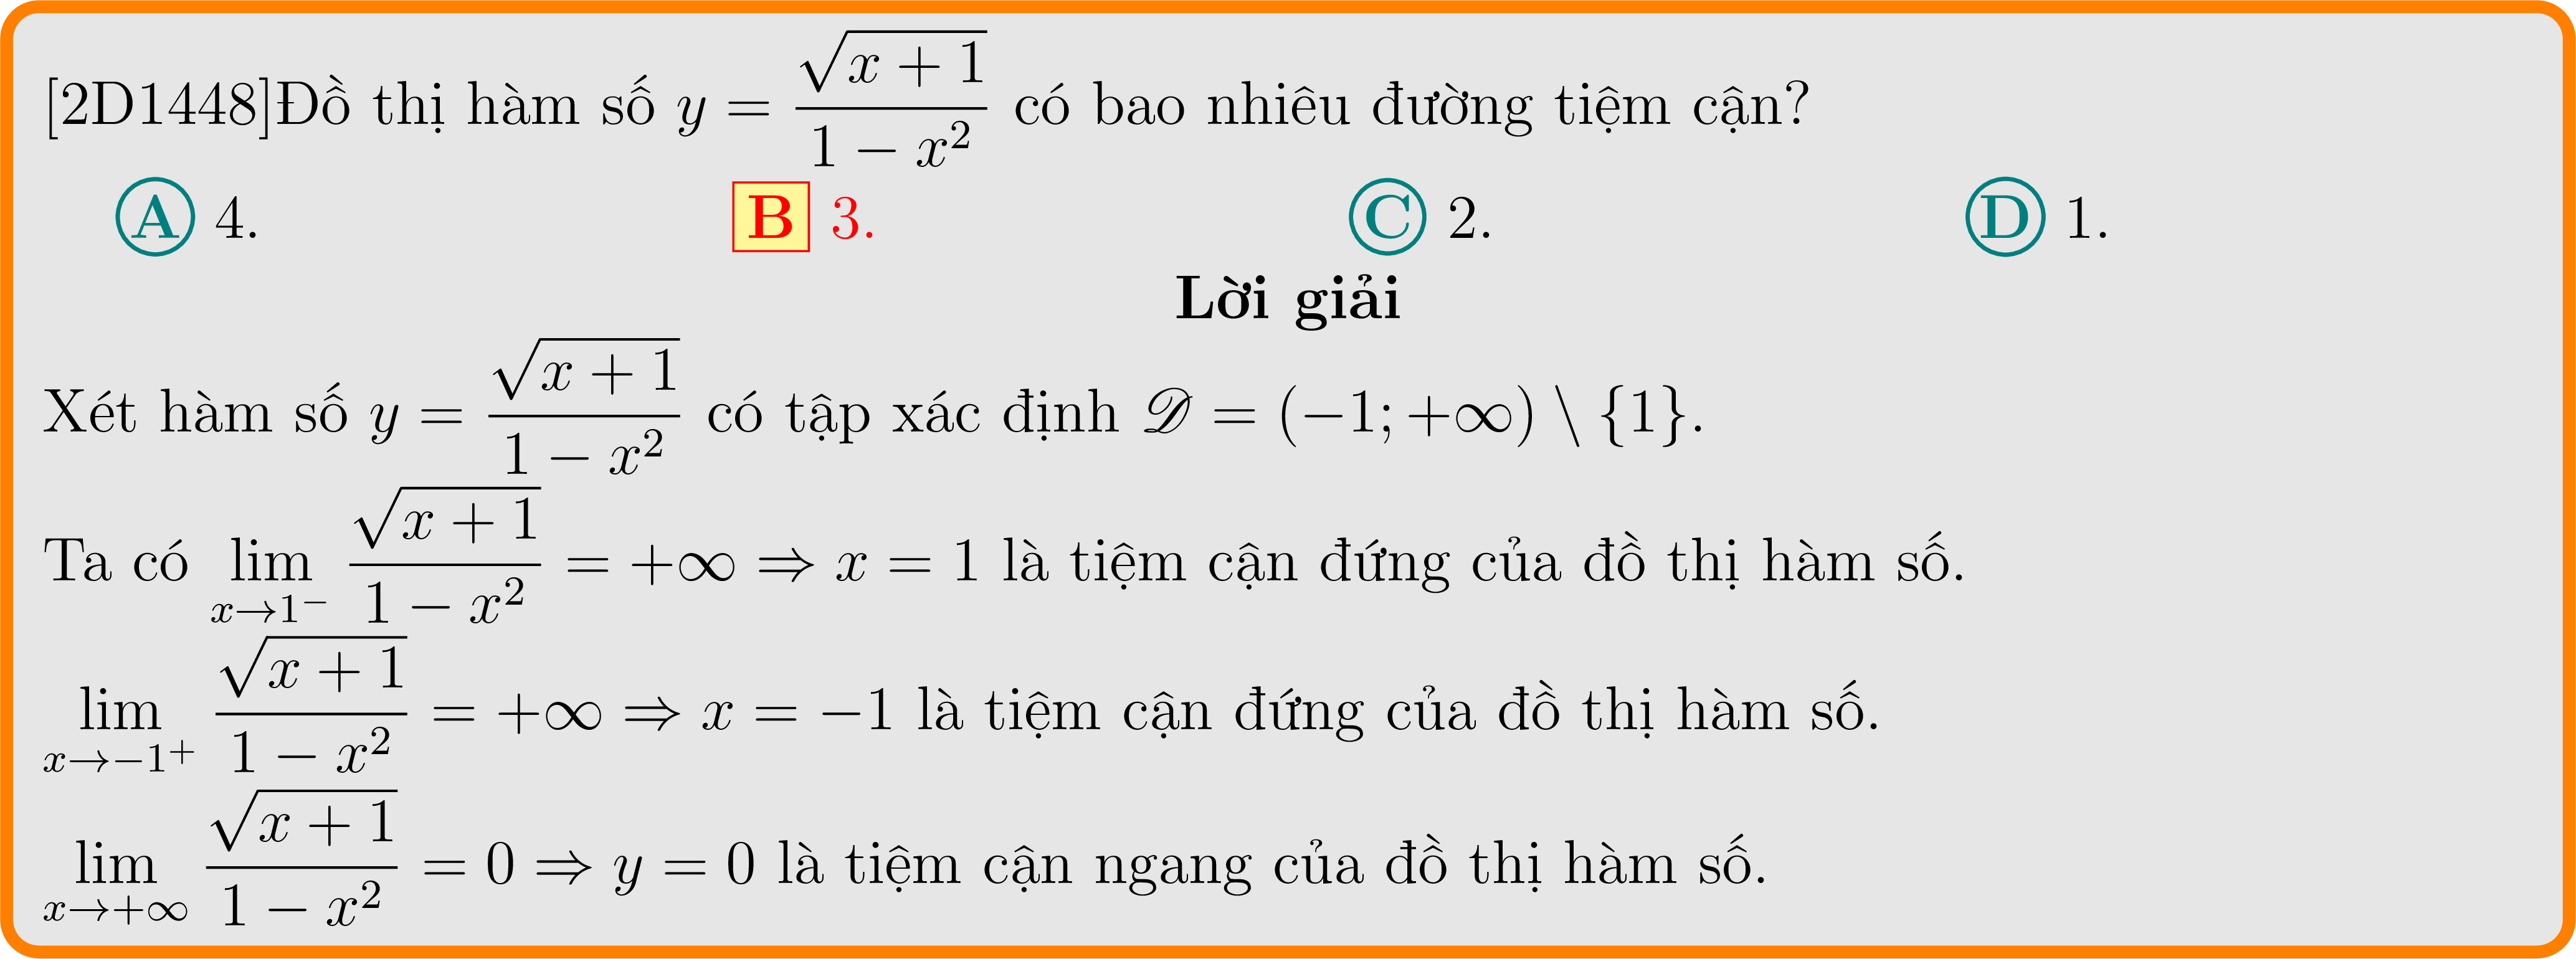 [2D1448]Đồ thị hàm số $y = \dfrac{\sqrt{x+1}}{1-x^2}$ có bao nhiêu đường tiệm cận?
A 4. B 3. C 2. D 1.
Lời giải
Xét hàm số $y = \dfrac{\sqrt{x+1}}{1-x^2}$ có tập xác định $\mathscr{D} = (-1;+\infty) \setminus \{1\}$.
Ta có $\lim\limits_{x \to 1^-} \dfrac{\sqrt{x+1}}{1-x^2} = +\infty \Rightarrow x = 1$ là tiệm cận đứng của đồ thị hàm số.
$\lim\limits_{x \to -1^+} \dfrac{\sqrt{x+1}}{1-x^2} = +\infty \Rightarrow x = -1$ là tiệm cận đứng của đồ thị hàm số.
$\lim\limits_{x \to +\infty} \dfrac{\sqrt{x+1}}{1-x^2} = 0 \Rightarrow y = 0$ là tiệm cận ngang của đồ thị hàm số.